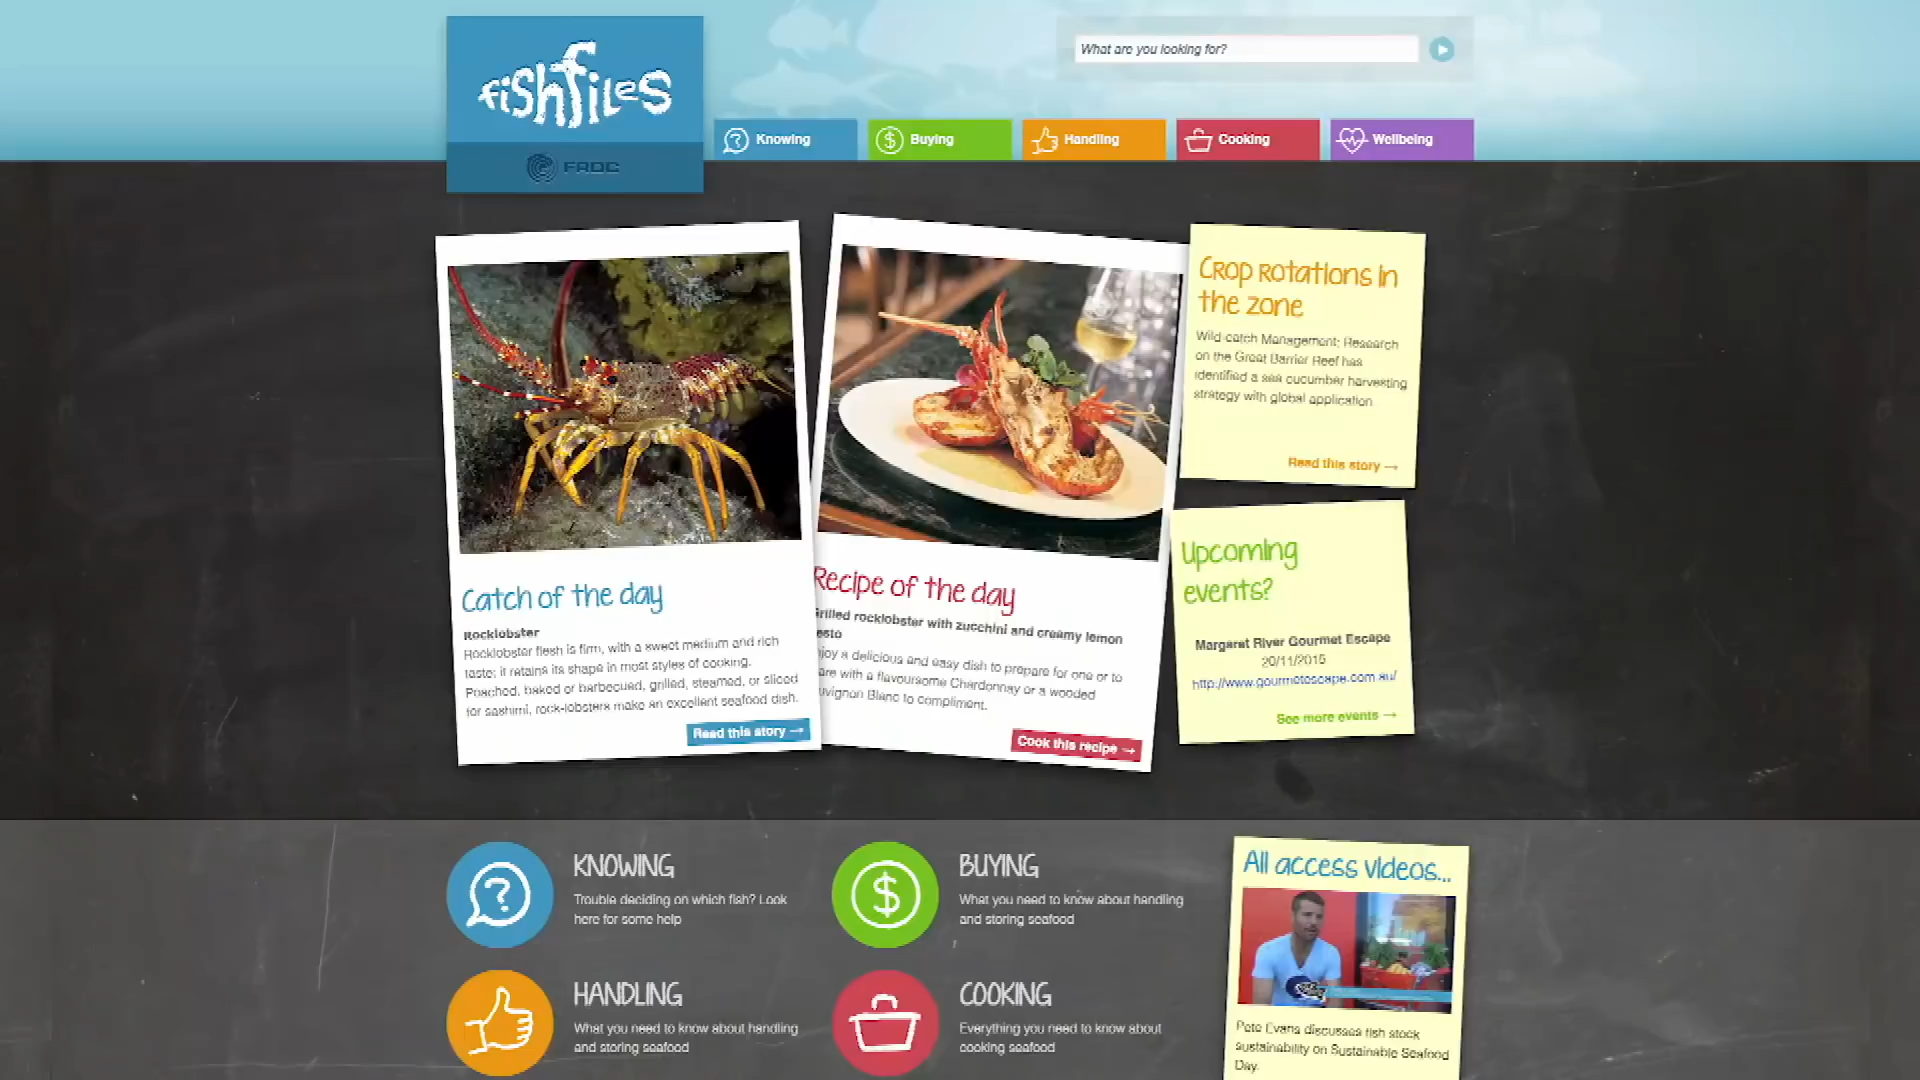 fishfiles
FRDC
What are you looking for?
Knowing
Buying
Handling
Cooking
Wellbeing
Catch of the day
Rocklobster
Rocklobster flesh is firm, with a sweet medium and rich
taste; it retains its shape in most styles of cooking.
Poached, baked or barbecued, grilled, steamed, or sliced
for sashimi, rock-lobsters make an excellent seafood dish.
Read this story →
Recipe of the day
Grilled rocklobster with zucchini and creamy lemon
esto
njoy a delicious and easy dish to prepare for one or to
are with a flavoursome Chardonnay or a wooded
uvignon Blanc to compliment.
Cook this recipe →
Crop rotations in
the zone
Wild-catch Management: Research
on the Great Barrier Reef has
identified a sea cucumber harvesting
strategy with global application
Read this story →
Upcoming
events?
Margaret River Gourmet Escape
20/11/2015
http://www.gourmetescape.com.au/
See more events →
KNOWING
Trouble deciding on which fish? Look
here for some help
BUYING
What you need to know about handling
and storing seafood
HANDLING
What you need to know about handling
and storing seafood
COOKING
Everything you need to know about
cooking seafood
All access videos...
Pete Evans discusses fish stock
sustainability on Sustainable Seafood
Day.